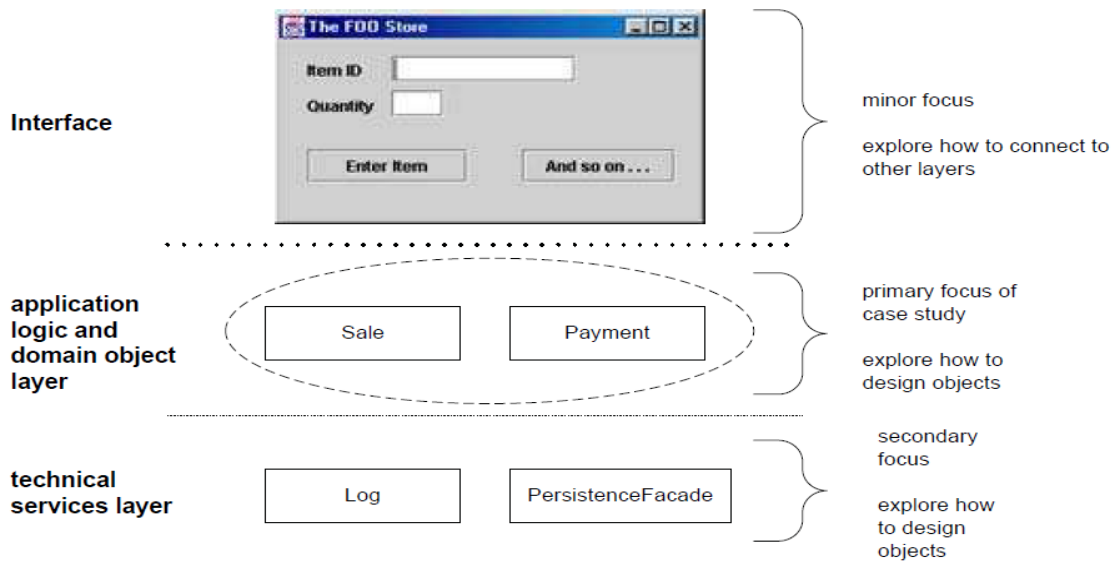 The FOO Store
Item ID
Quantity
Enter Item
And so on . . .
Interface
minor focus
explore how to connect to
other layers
application
logic and
domain object
layer
Sale
Payment
primary focus of
case study
explore how to
design objects
technical
services layer
Log
PersistenceFacade
secondary
focus
explore how
to design
objects